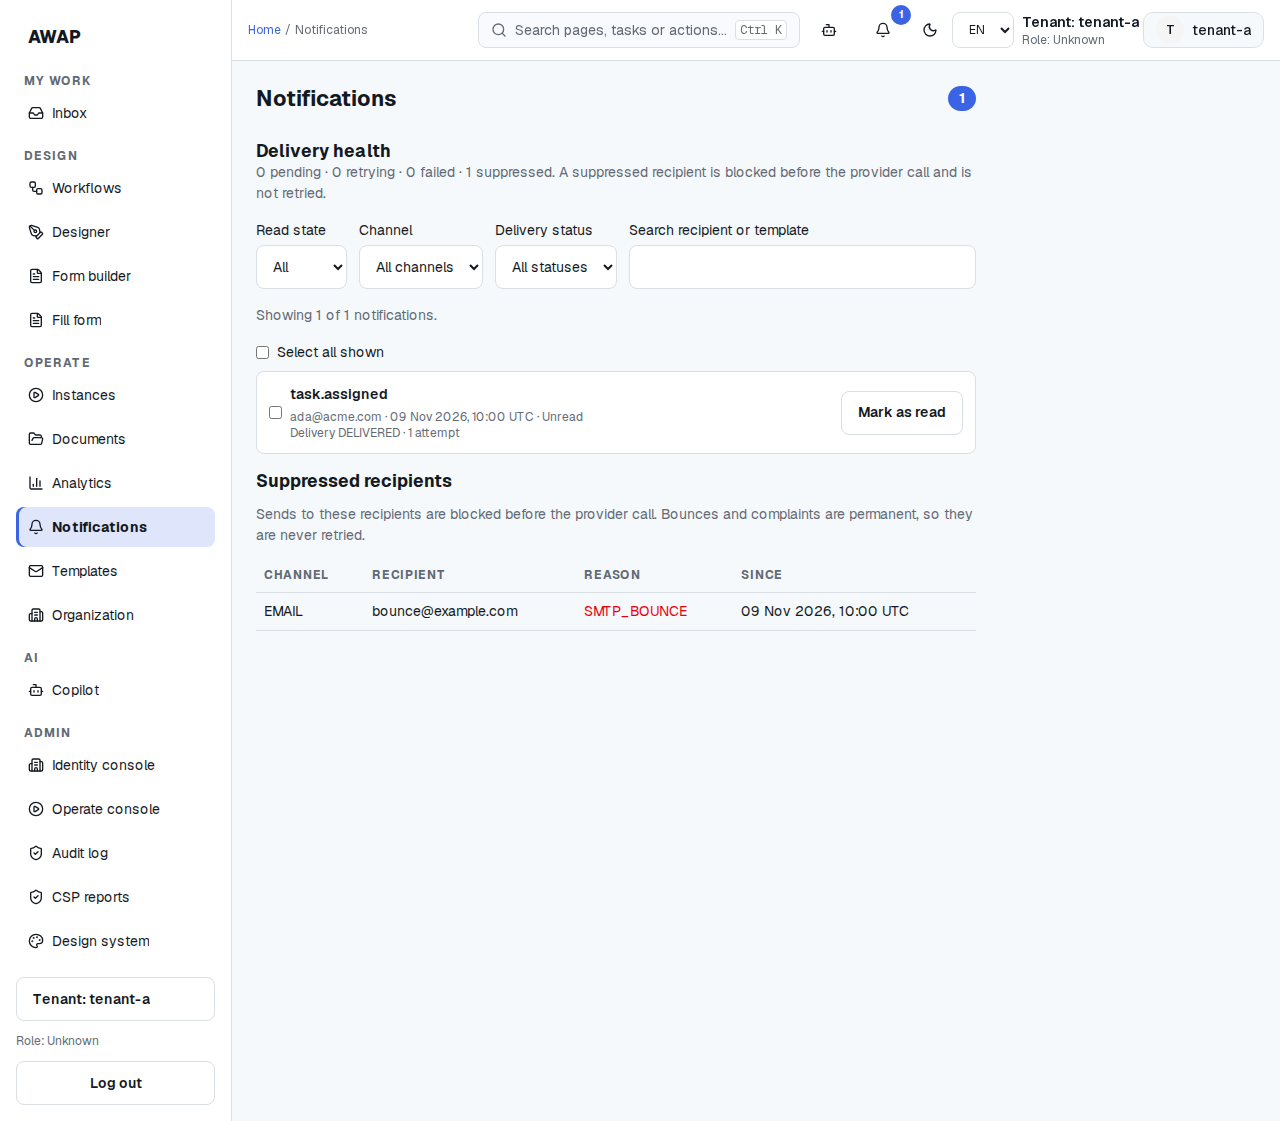 AWAP
MY WORK
Inbox
DESIGN
Workflows
Designer
Form builder
Fill form
OPERATE
Instances
Documents
Analytics
Notifications
Templates
Organization
AI
Copilot
ADMIN
Identity console
Operate console
Audit log
CSP reports
Design system
Tenant: tenant-a
Role: Unknown
Log out
Home / Notifications
Search pages, tasks or actions... Ctrl K
1
EN
Tenant: tenant-a
Role: Unknown
T tenant-a
Notifications
1
Delivery health
0 pending · 0 retrying · 0 failed · 1 suppressed. A suppressed recipient is blocked before the provider call and is
not retried.
Read state Channel Delivery status Search recipient or template
All All channels All statuses
Showing 1 of 1 notifications.
Select all shown
task.assigned
ada@acme.com · 09 Nov 2026, 10:00 UTC · Unread
Delivery DELIVERED · 1 attempt
Mark as read
Suppressed recipients
Sends to these recipients are blocked before the provider call. Bounces and complaints are permanent, so they
are never retried.
CHANNEL RECIPIENT REASON SINCE
EMAIL bounce@example.com SMTP_BOUNCE 09 Nov 2026, 10:00 UTC